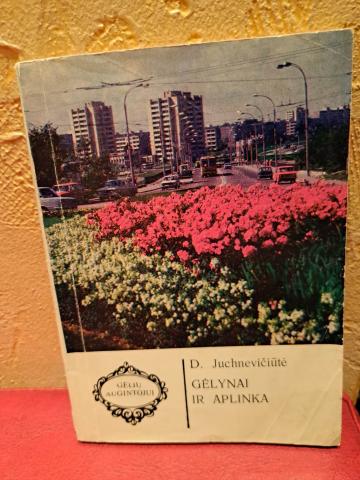 D. Juchnevičiūtė
GĖLYNAI
IR APLINKA
GĖLIŲ
AUGINTOJUI